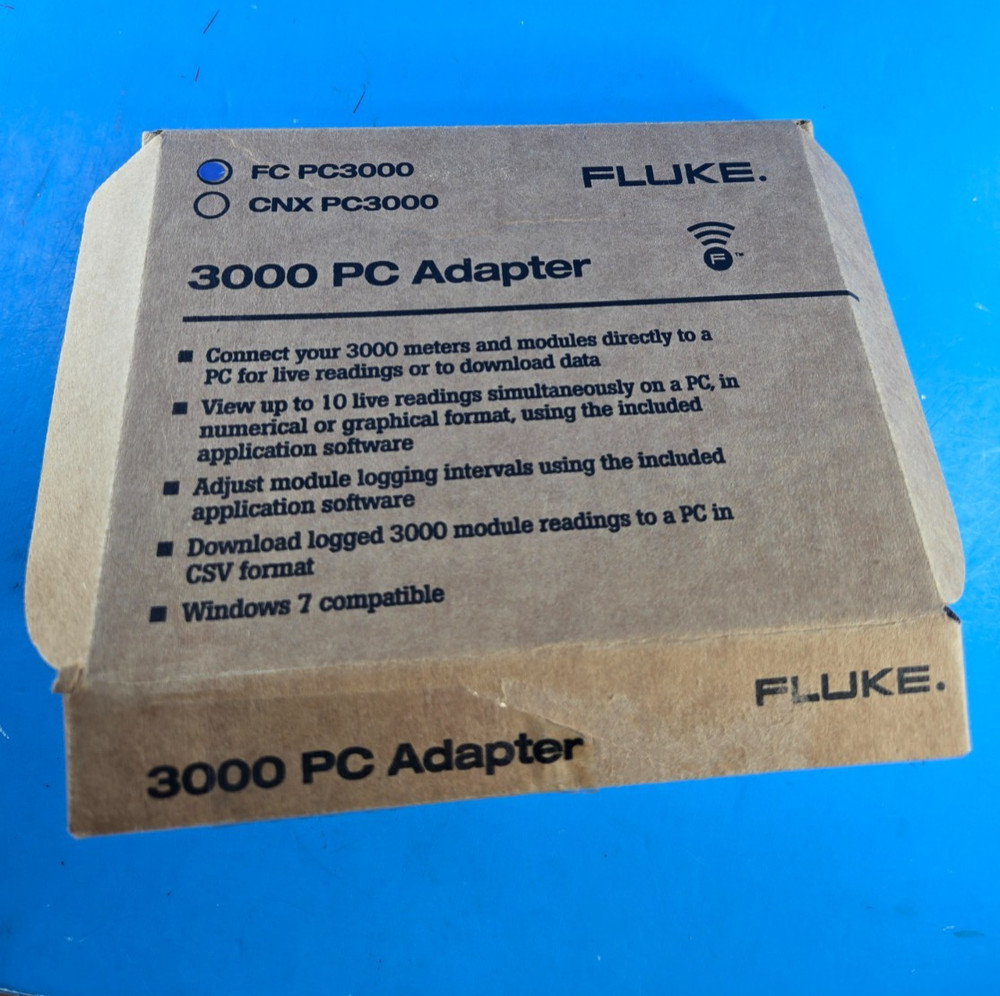 FC PC3000
FLUKE.
CNX PC3000
F™
3000 PC Adapter
■ Connect your 3000 meters and modules directly to a
PC for live readings or to download data
■ View up to 10 live readings simultaneously on a PC, in
numerical or graphical format, using the included
application software
■ Adjust module logging intervals using the included
application software
■ Download logged 3000 module readings to a PC in
CSV format
■ Windows 7 compatible
FLUKE.
3000 PC Adapter